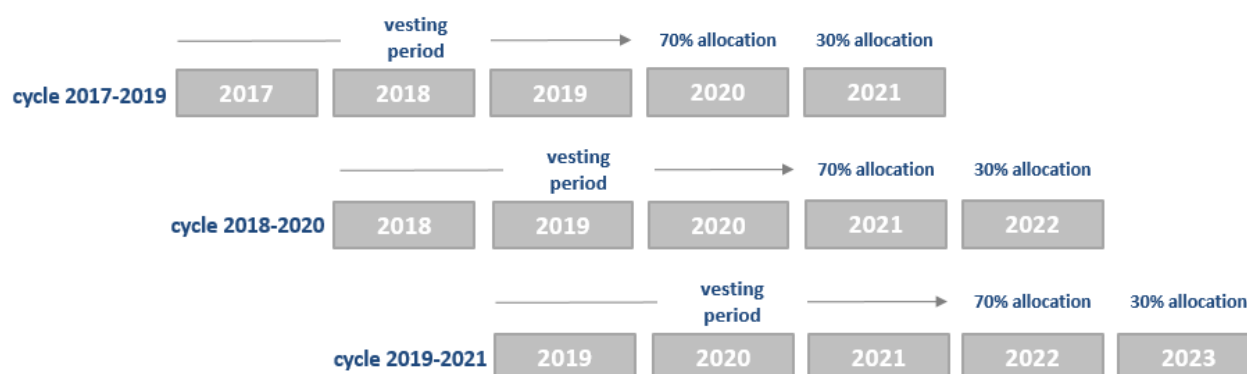 vesting
period
70% allocation 30% allocation
cycle 2017-2019 2017 2018 2019 2020 2021
vesting
period
70% allocation 30% allocation
cycle 2018-2020 2018 2019 2020 2021 2022
vesting
period
70% allocation 30% allocation
cycle 2019-2021 2019 2020 2021 2022 2023